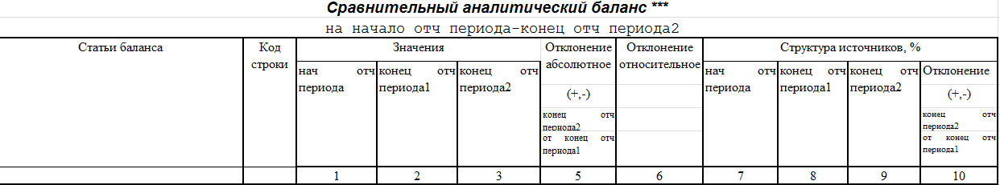 Сравнительный аналитический баланс ***
на начало отч периода-конец отч периода2
Статьи баланса
Код
строки
Значения
Отклонение
абсолютное
Отклонение
относительное
Структура источников, %
нач отч
периода
конец отч
периода1
конец отч
периода2
(+,-)
конец отч
периода2
от конец отч
периода1
нач отч
периода
конец отч
периода1
конец отч
периода2
Отклонение
(+,-)
конец отч
периода2
от конец отч
периода1
1 2 3 5 6 7 8 9 10